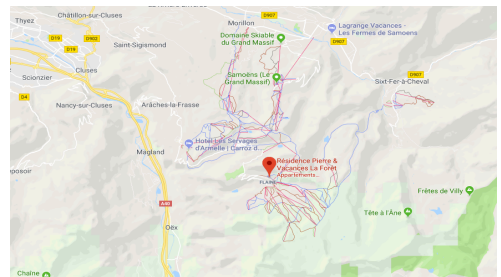 Thyez
Châtillon-sur-Cluses
Morillon
D907
Lagrange Vacances -
Les Fermes de Samoens
Domaine Skiable
du Grand Massif
D19
D902
Saint-Sigismond
D907
Cluses
Samoëns (Le
Grand Massif)
Sixt-Fer-à-Cheval
Scionzier
D19
D907
D4
Nancy-sur-Cluses
Arâches-la-Frasse
Magland
Hotel Les Servages
d'Armelle | Carroz d...
Résidence Pierre &
Vacances La Forêt
Appartements...
FLAINE
Frêtes de Villy
A40
Tête à l'Âne
Oëx
Chaîne